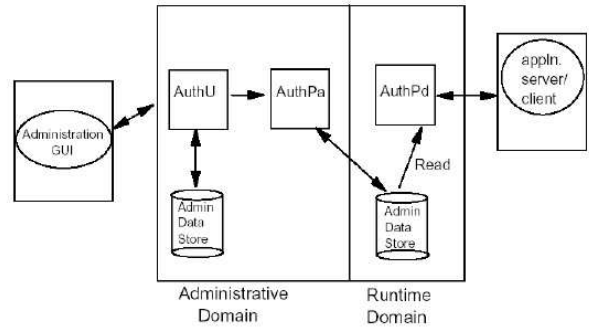 appln.
server/
client
AuthU
AuthPa
AuthPd
Administration
GUI
Read
Admin
Data
Store
Admin
Data
Store
Administrative
Domain
Runtime
Domain